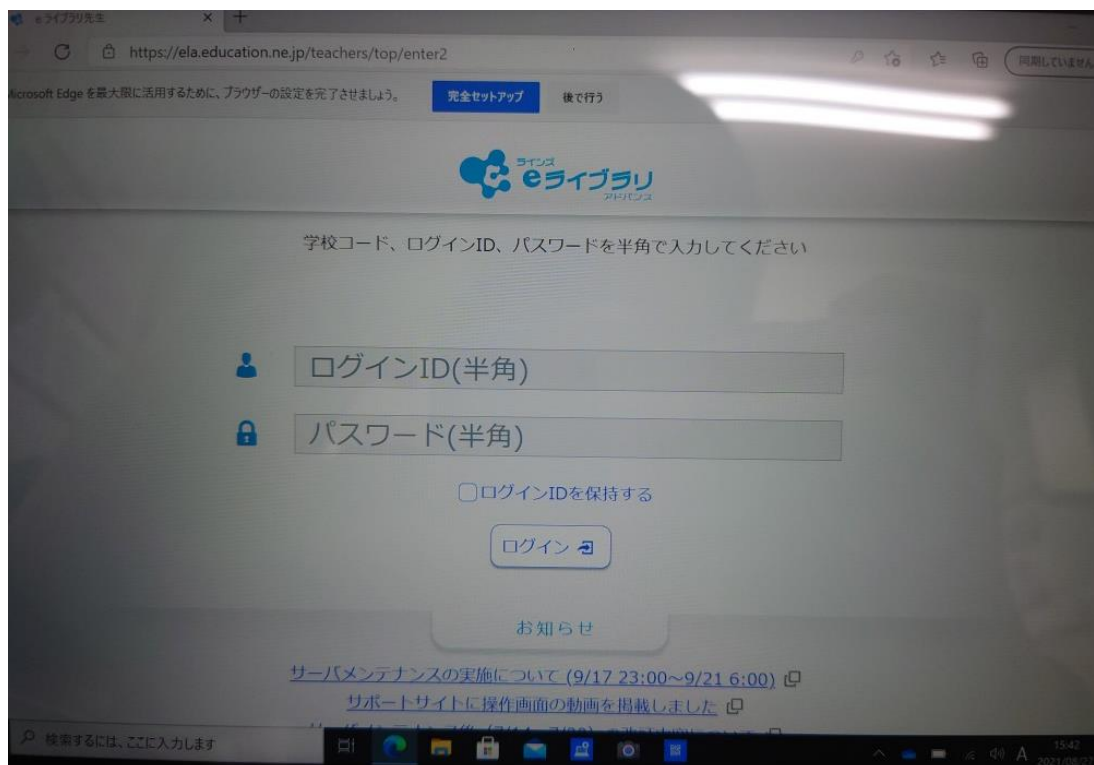 eライブラリ先生
https://ela.education.ne.jp/teachers/top/enter2
同期していません
Microsoft Edge を最大限に活用するために、ブラウザーの設定を完了させましょう。
完全セットアップ
後で行う
ラインズ
eライブラリ
アドバンス
学校コード、ログインID、パスワードを半角で入力してください
ログインID(半角)
パスワード(半角)
ログインIDを保持する
ログイン
お知らせ
サーバメンテナンスの実施について (9/17 23:00~9/21 6:00)
サポートサイトに操作画面の動画を掲載しました
検索するには、ここに入力します
A
15:42